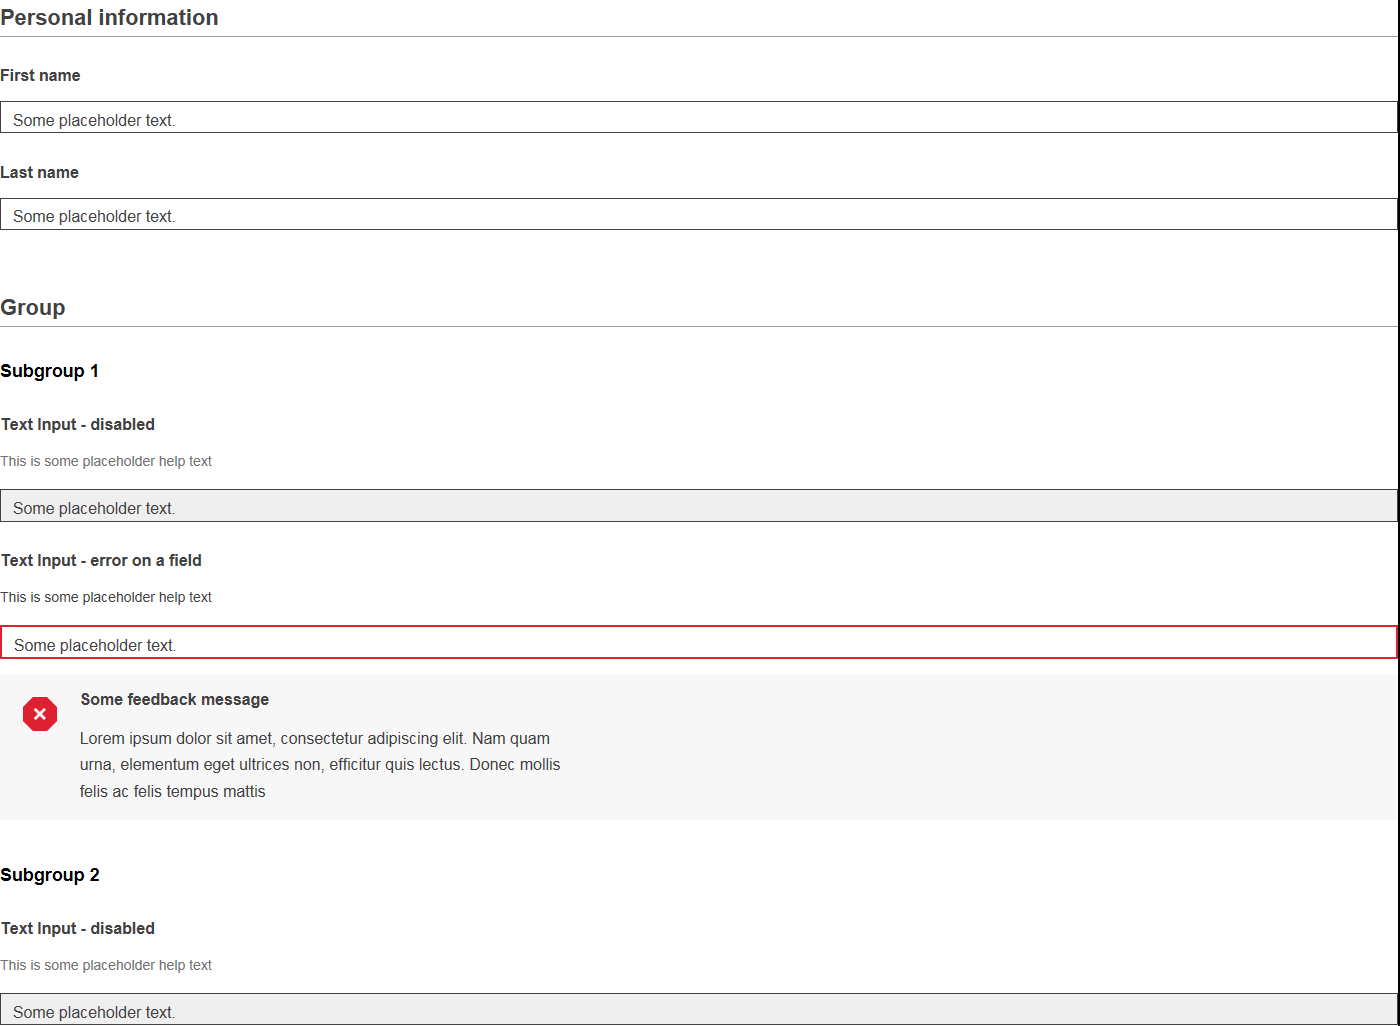 Personal information
First name
Some placeholder text.
Last name
Some placeholder text.
Group
Subgroup 1
Text Input - disabled
This is some placeholder help text
Some placeholder text.
Text Input - error on a field
This is some placeholder help text
Some placeholder text.
Some feedback message
Lorem ipsum dolor sit amet, consectetur adipiscing elit. Nam quam
urna, elementum eget ultrices non, efficitur quis lectus. Donec mollis
felis ac felis tempus mattis
Subgroup 2
Text Input - disabled
This is some placeholder help text
Some placeholder text.